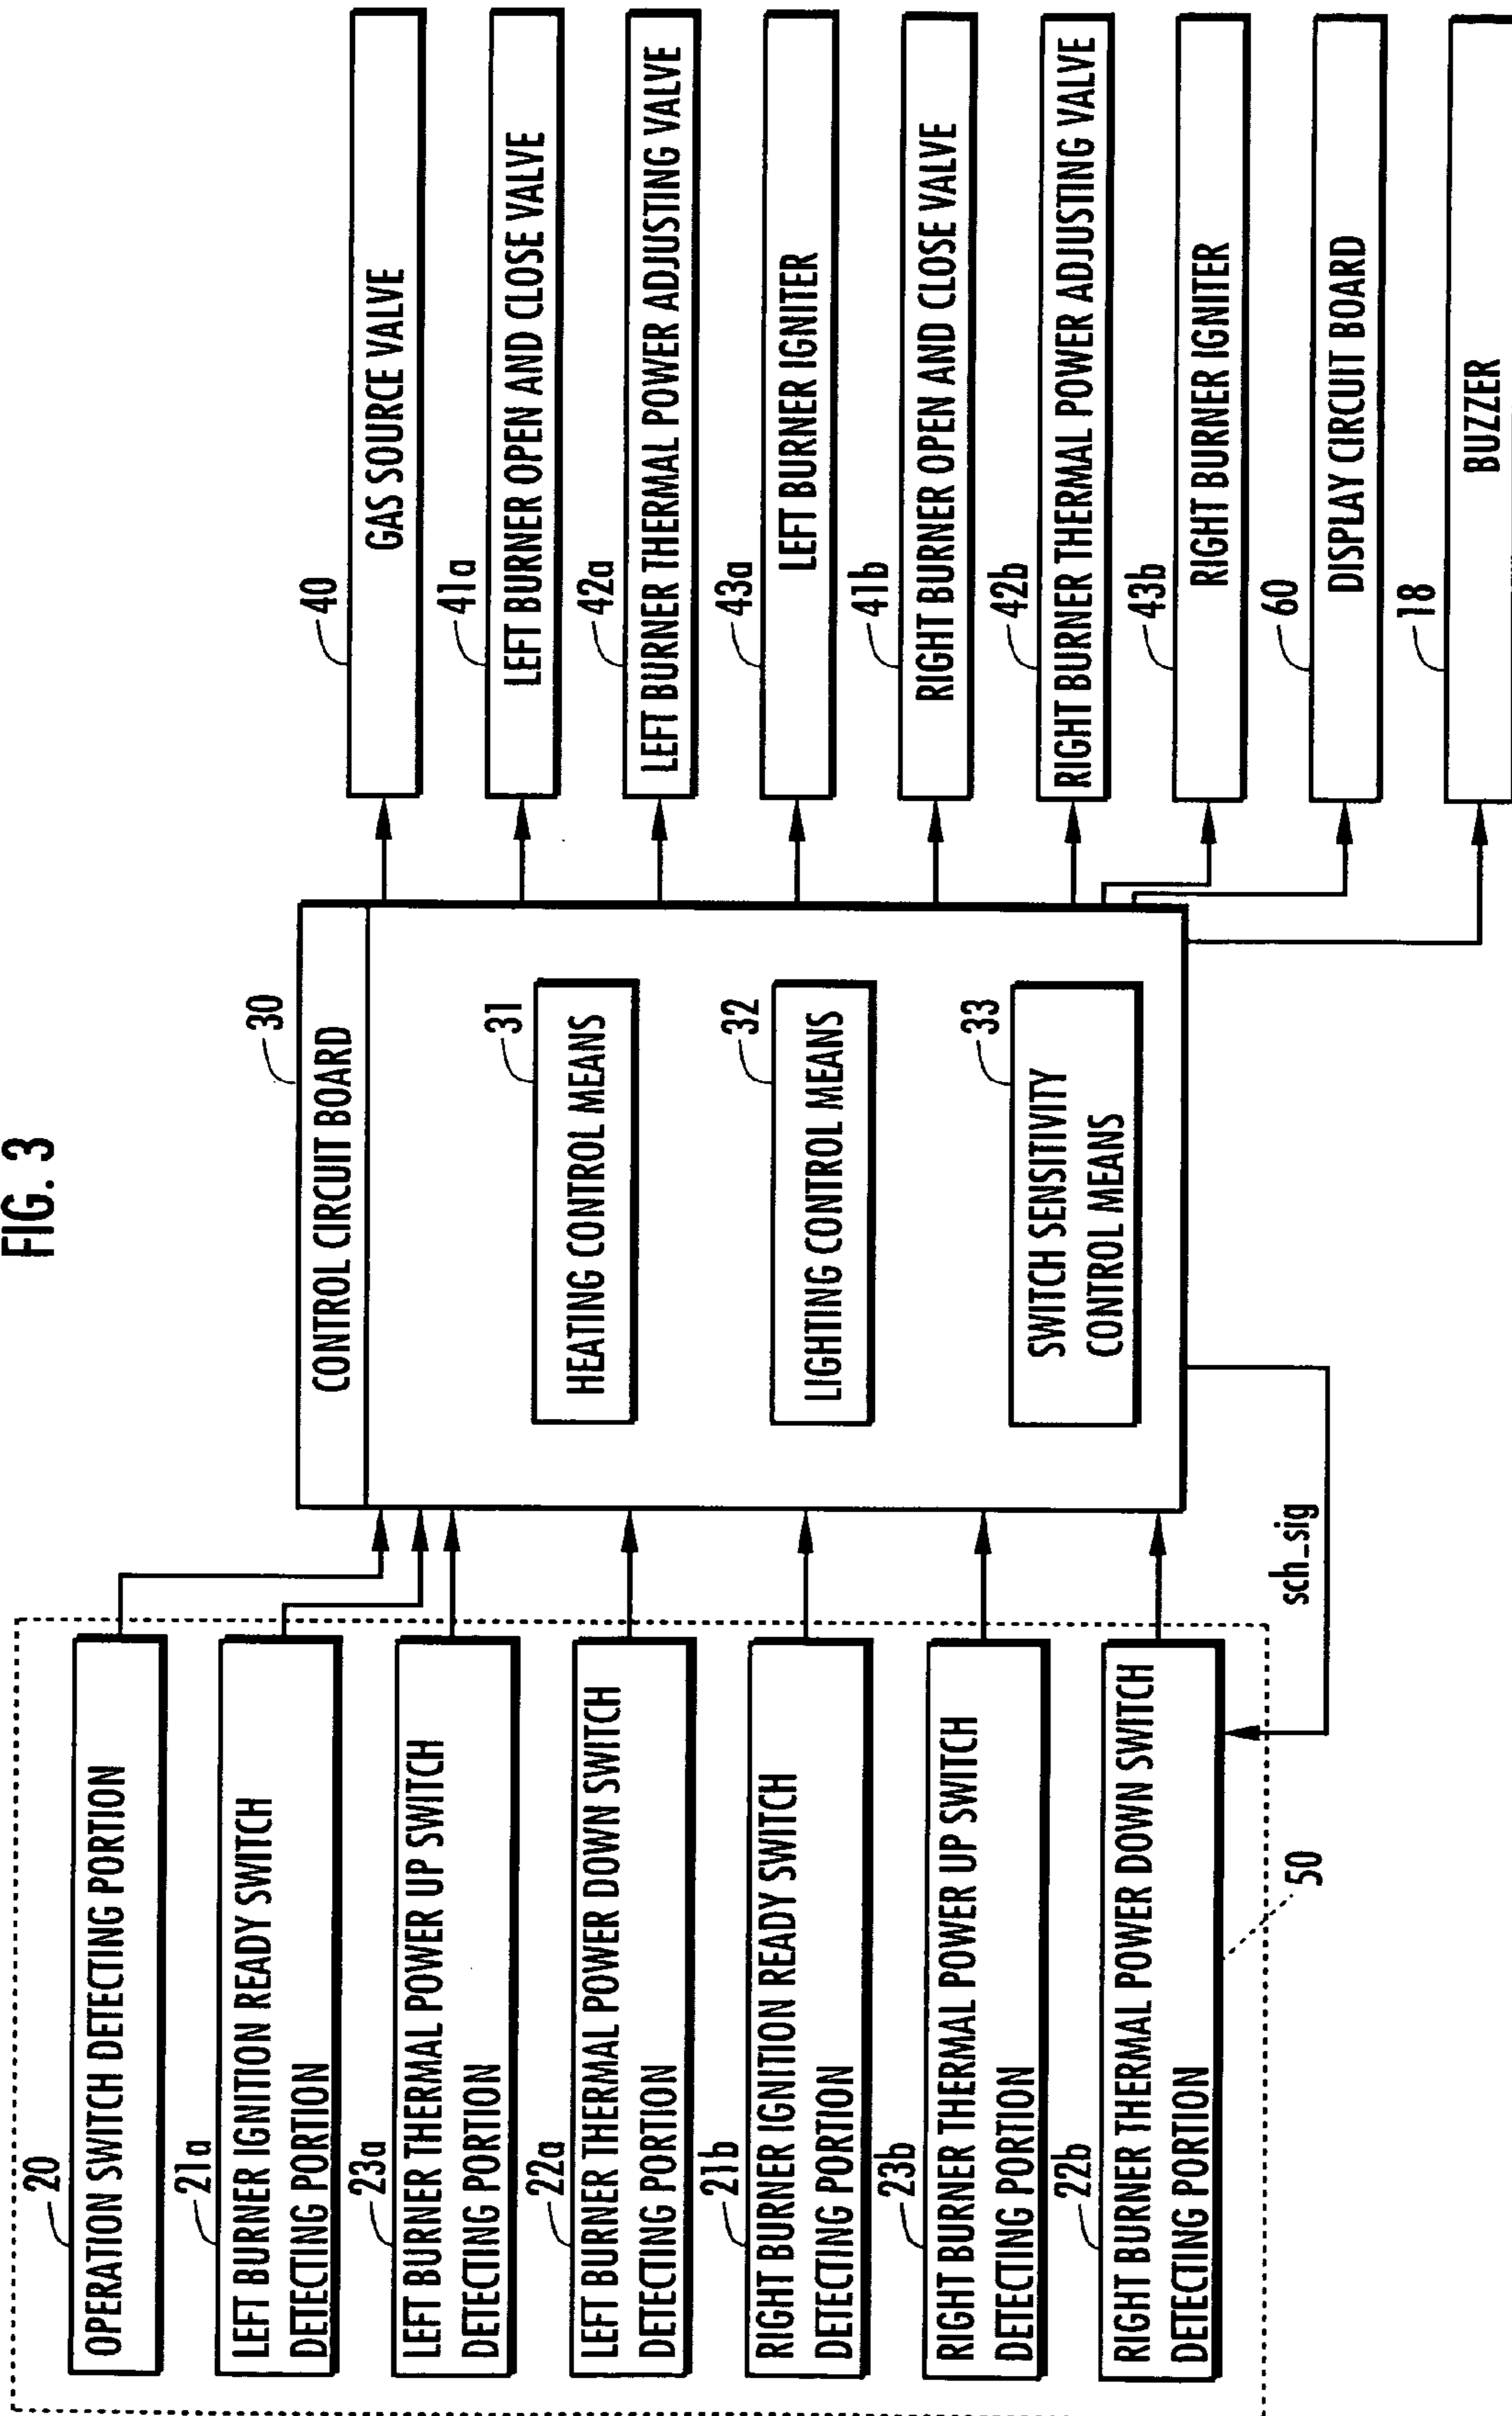 FIG. 3
20
OPERATION SWITCH DETECTING PORTION
21a
LEFT BURNER IGNITION READY SWITCH
DETECTING PORTION
23a
LEFT BURNER THERMAL POWER UP SWITCH
DETECTING PORTION
22a
LEFT BURNER THERMAL POWER DOWN SWITCH
DETECTING PORTION
21b
RIGHT BURNER IGNITION READY SWITCH
DETECTING PORTION
23b
RIGHT BURNER THERMAL POWER UP SWITCH
DETECTING PORTION
22b
RIGHT BURNER THERMAL POWER DOWN SWITCH
DETECTING PORTION
50
sch_sig
30
CONTROL CIRCUIT BOARD
31
HEATING CONTROL MEANS
32
LIGHTING CONTROL MEANS
33
SWITCH SENSITIVITY
CONTROL MEANS
40
GAS SOURCE VALVE
41a
LEFT BURNER OPEN AND CLOSE VALVE
42a
LEFT BURNER THERMAL POWER ADJUSTING VALVE
43a
LEFT BURNER IGNITER
41b
RIGHT BURNER OPEN AND CLOSE VALVE
42b
RIGHT BURNER THERMAL POWER ADJUSTING VALVE
43b
RIGHT BURNER IGNITER
60
DISPLAY CIRCUIT BOARD
18
BUZZER